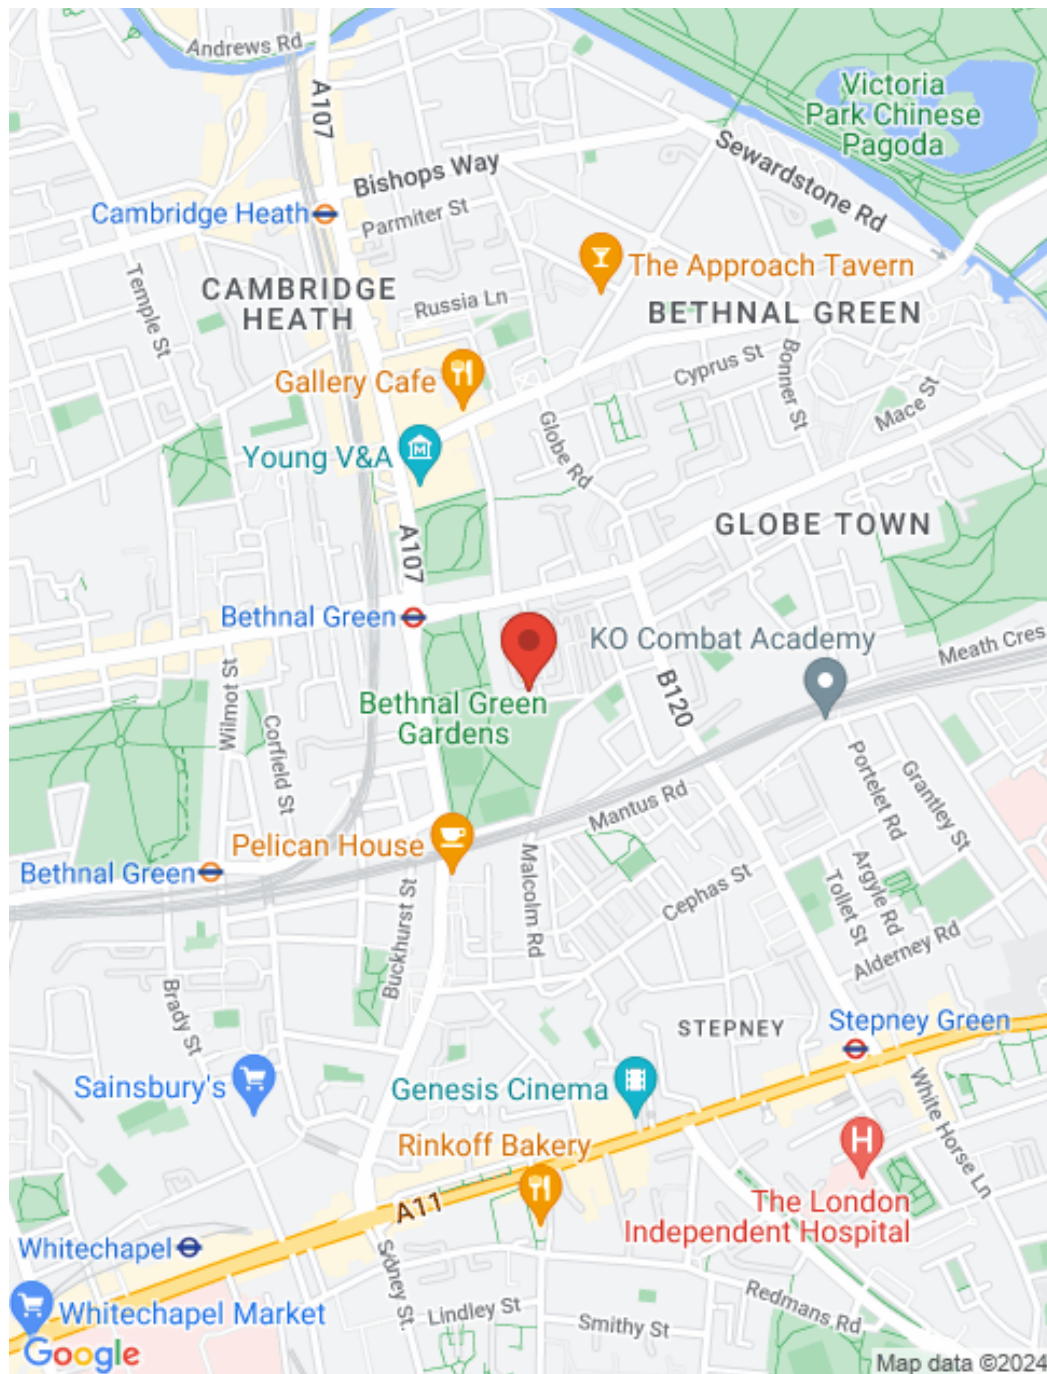 Andrews Rd
A107
Victoria
Park Chinese
Pagoda
Bishops Way
Sewardstone Rd
Cambridge Heath
Parmiter St
The Approach Tavern
Temple St
CAMBRIDGE
HEATH
Russia Ln
BETHNAL GREEN
Gallery Cafe
Cyprus St
Bonner St
Mace St
Globe Rd
Young V&A
GLOBE TOWN
A107
Bethnal Green
KO Combat Academy
Meath Cres
Wilmot St
Corfield St
Bethnal Green
Gardens
B120
Portelet Rd
Grantley St
Mantus Rd
Pelican House
Bethnal Green
Buckhurst St
Malcolm Rd
Cephas St
Argyle Rd
Tollet St
Alderney Rd
Brady St
STEPNEY
Stepney Green
Sainsbury's
Genesis Cinema
White Horse Ln
Rinkoff Bakery
A11
H
The London
Independent Hospital
Whitechapel
Sidney St.
Redmans Rd
Whitechapel Market
Lindley St
Smithy St
Google
Map data ©2024